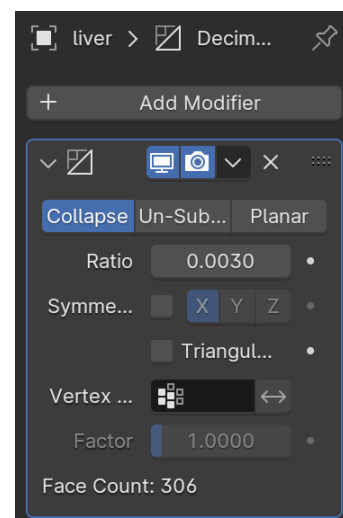 liver > Decim...
+ Add Modifier
Collapse Un-Sub... Planar
Ratio 0.0030
Symme... X Y Z
Triangul...
Vertex ...
Factor 1.0000
Face Count: 306